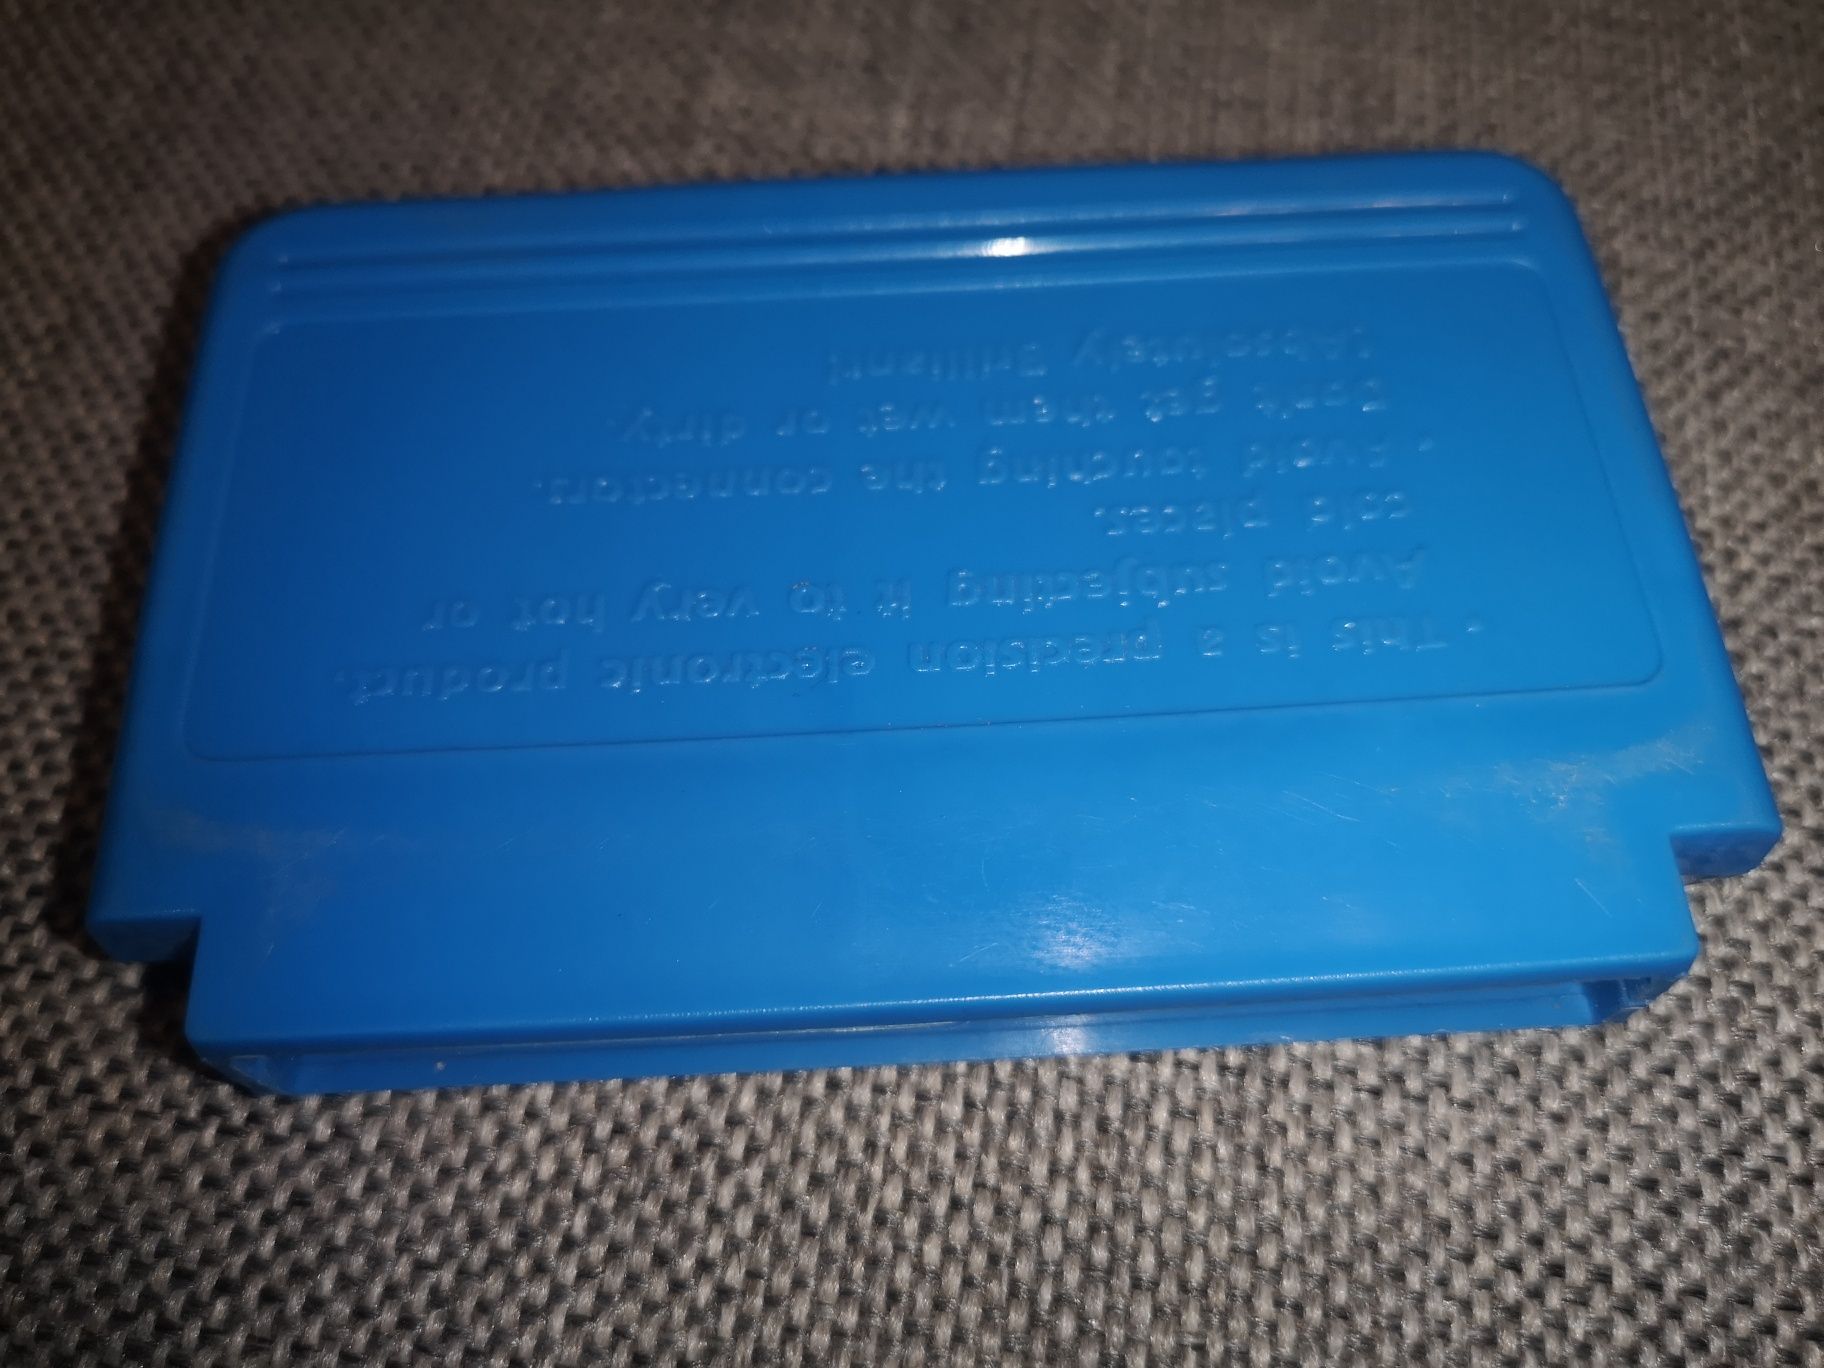 • This is a precision electronic product.
Avoid subjecting it to very hot or
cold places.
• Avoid touching the connectors.
Don't get them wet or dirty.
(Absolutely Brilliant!)